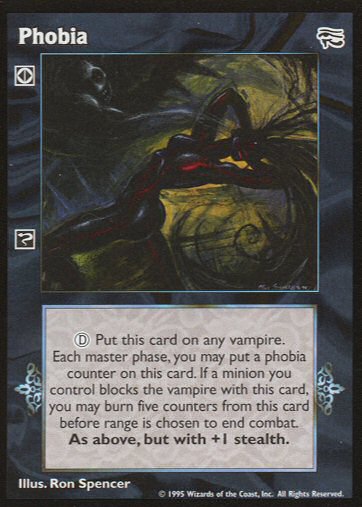 Phobia
Ⓓ Put this card on any vampire.
Each master phase, you may put a phobia
counter on this card. If a minion you
control blocks the vampire with this card,
you may burn five counters from this card
before range is chosen to end combat.
As above, but with +1 stealth.
Illus. Ron Spencer
© 1995 Wizards of the Coast, Inc. All Rights Reserved.